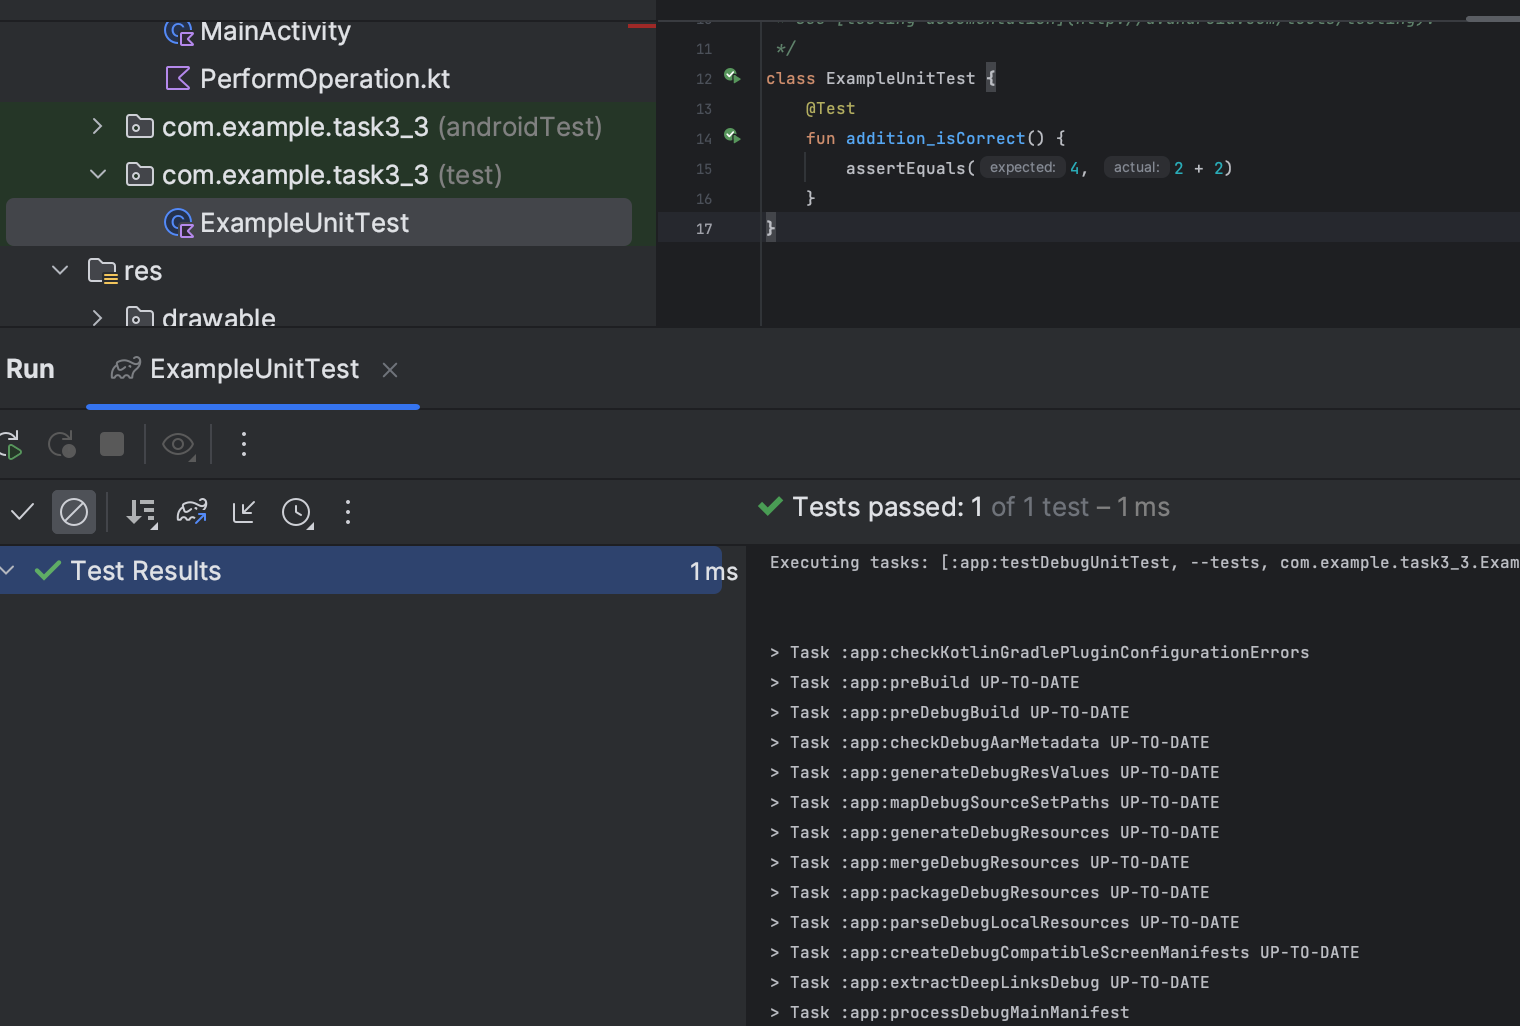 MainActivity
PerformOperation.kt
com.example.task3_3 (androidTest)
com.example.task3_3 (test)
ExampleUnitTest
res
drawable
11 */
12 class ExampleUnitTest {
13 @Test
14 fun addition_isCorrect() {
15 assertEquals( expected: 4, actual: 2 + 2)
16 }
17 }
Run ExampleUnitTest
Tests passed: 1 of 1 test – 1 ms
Test Results 1 ms
Executing tasks: [:app:testDebugUnitTest, --tests, com.example.task3_3.Exam
> Task :app:checkKotlinGradlePluginConfigurationErrors
> Task :app:preBuild UP-TO-DATE
> Task :app:preDebugBuild UP-TO-DATE
> Task :app:checkDebugAarMetadata UP-TO-DATE
> Task :app:generateDebugResValues UP-TO-DATE
> Task :app:mapDebugSourceSetPaths UP-TO-DATE
> Task :app:generateDebugResources UP-TO-DATE
> Task :app:mergeDebugResources UP-TO-DATE
> Task :app:packageDebugResources UP-TO-DATE
> Task :app:parseDebugLocalResources UP-TO-DATE
> Task :app:createDebugCompatibleScreenManifests UP-TO-DATE
> Task :app:extractDeepLinksDebug UP-TO-DATE
> Task :app:processDebugMainManifest